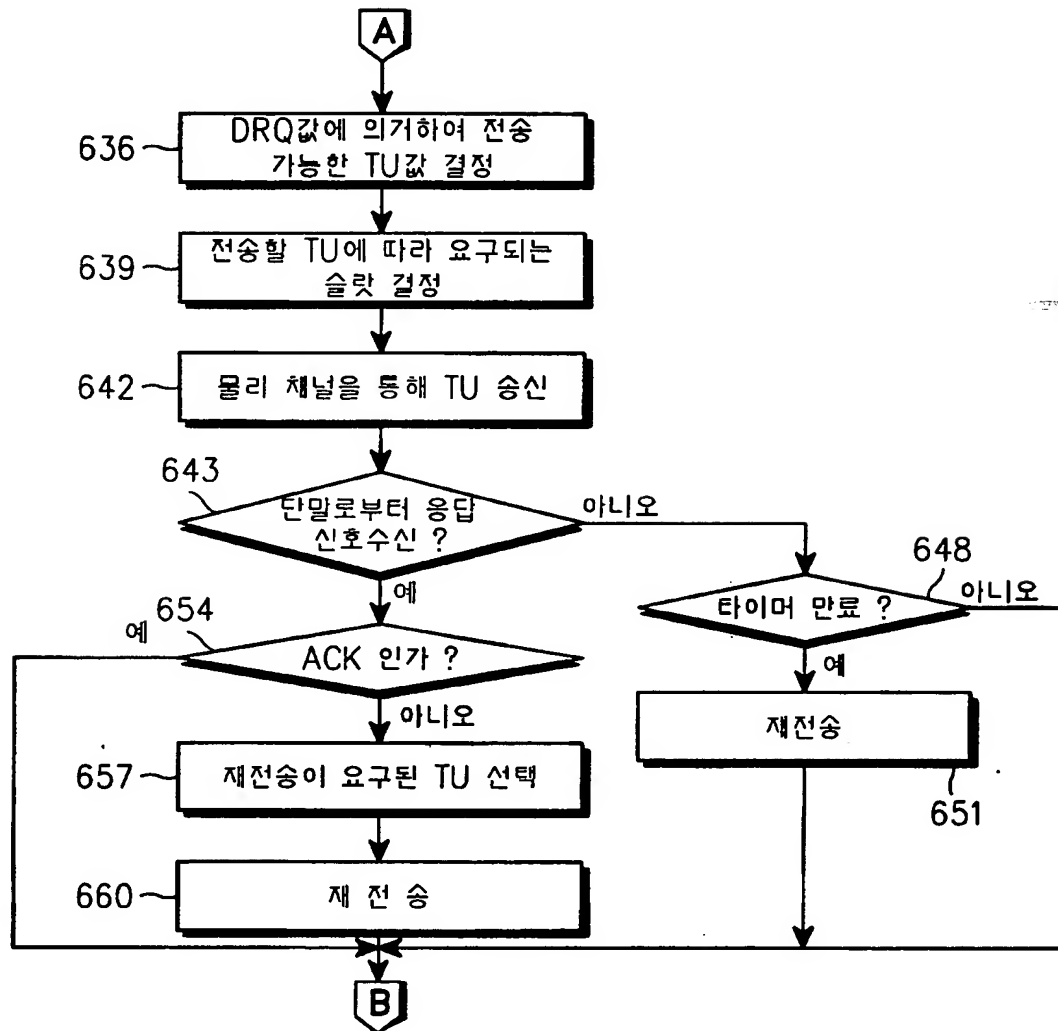 A
636
DRQ값에 의거하여 전송
가능한 TU값 결정
639
전송할 TU에 따라 요구되는
슬랏 결정
642
물리 채널을 통해 TU 송신
643
단말로부터 응답
신호수신 ?
아니오
예
648
타이머 만료 ?
아니오
예
654
예
ACK 인가 ?
아니오
재전송
651
657
재전송이 요구된 TU 선택
660
재 전 송
B